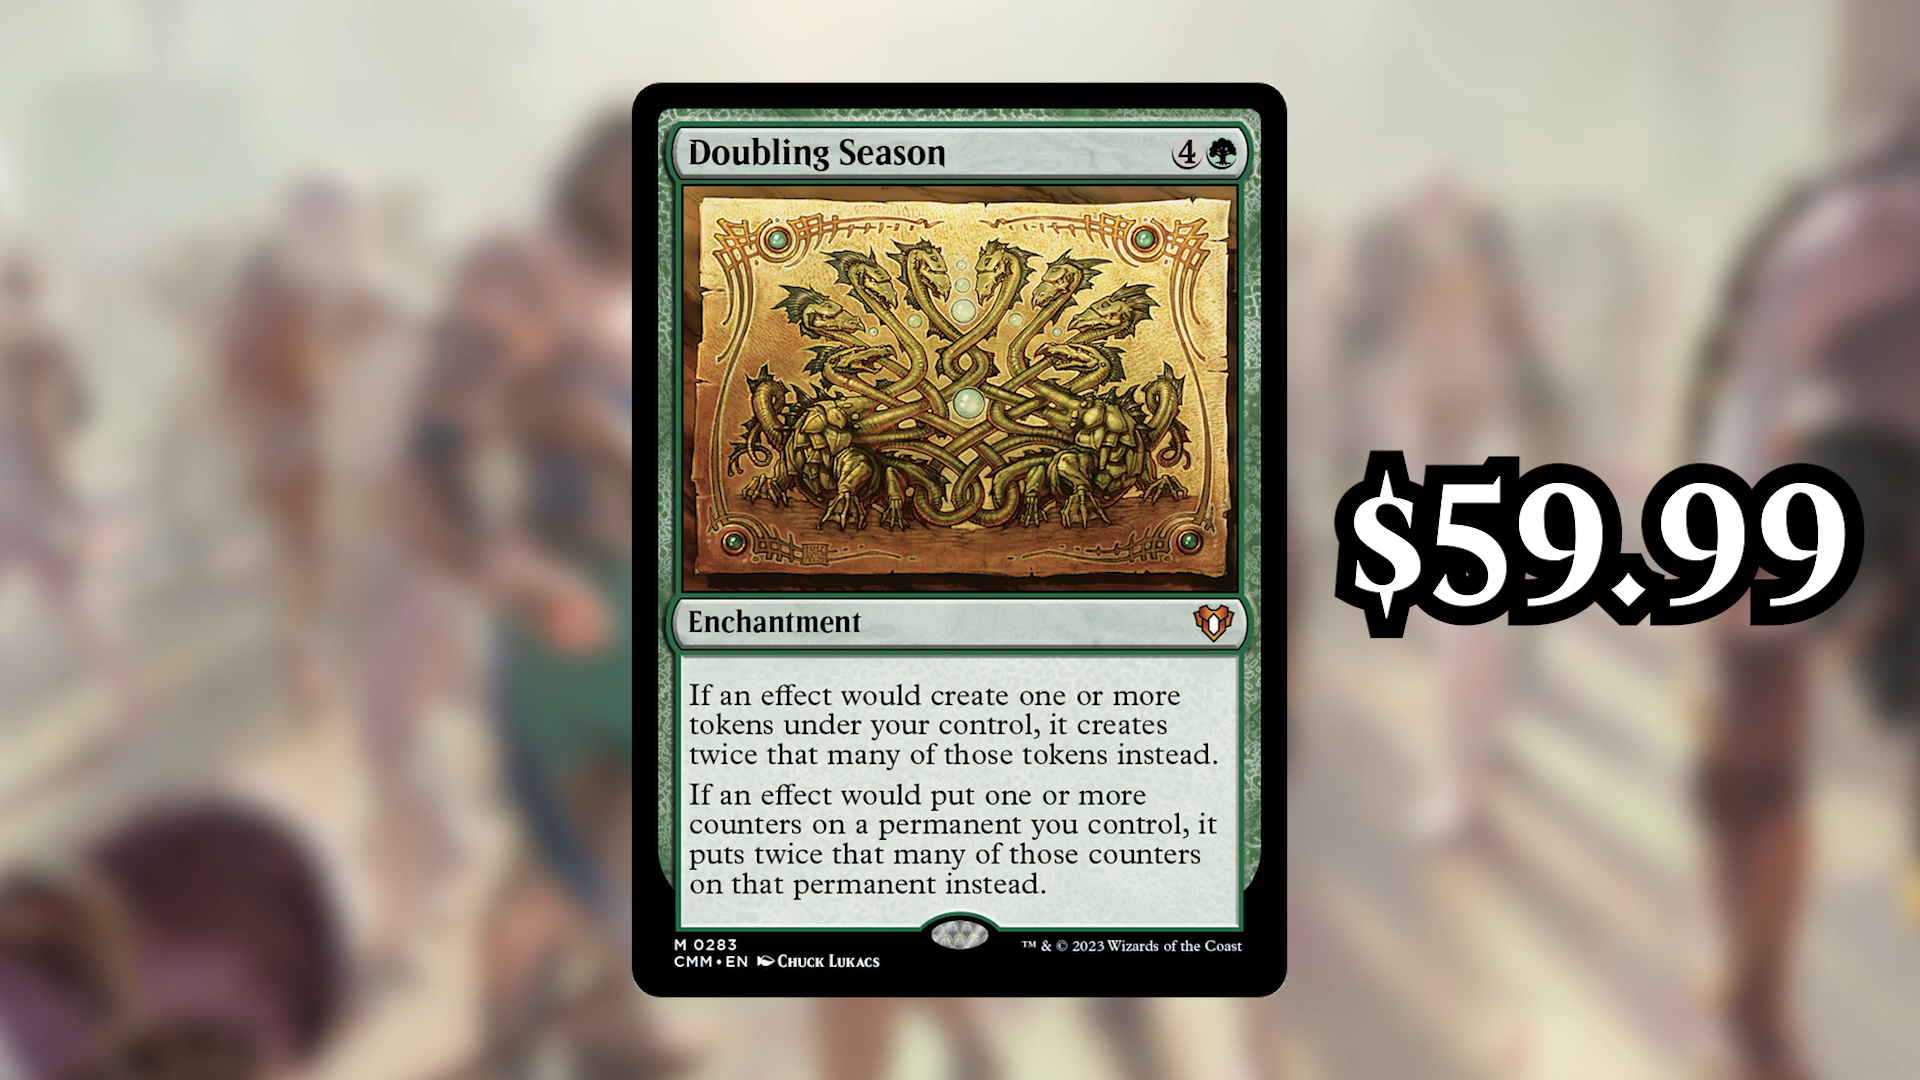 Doubling Season 4
$59.99
Enchantment
If an effect would create one or more
tokens under your control, it creates
twice that many of those tokens instead.
If an effect would put one or more
counters on a permanent you control, it
puts twice that many of those counters
on that permanent instead.
M 0283
CMM • EN Chuck Lukacs
™ & © 2023 Wizards of the Coast